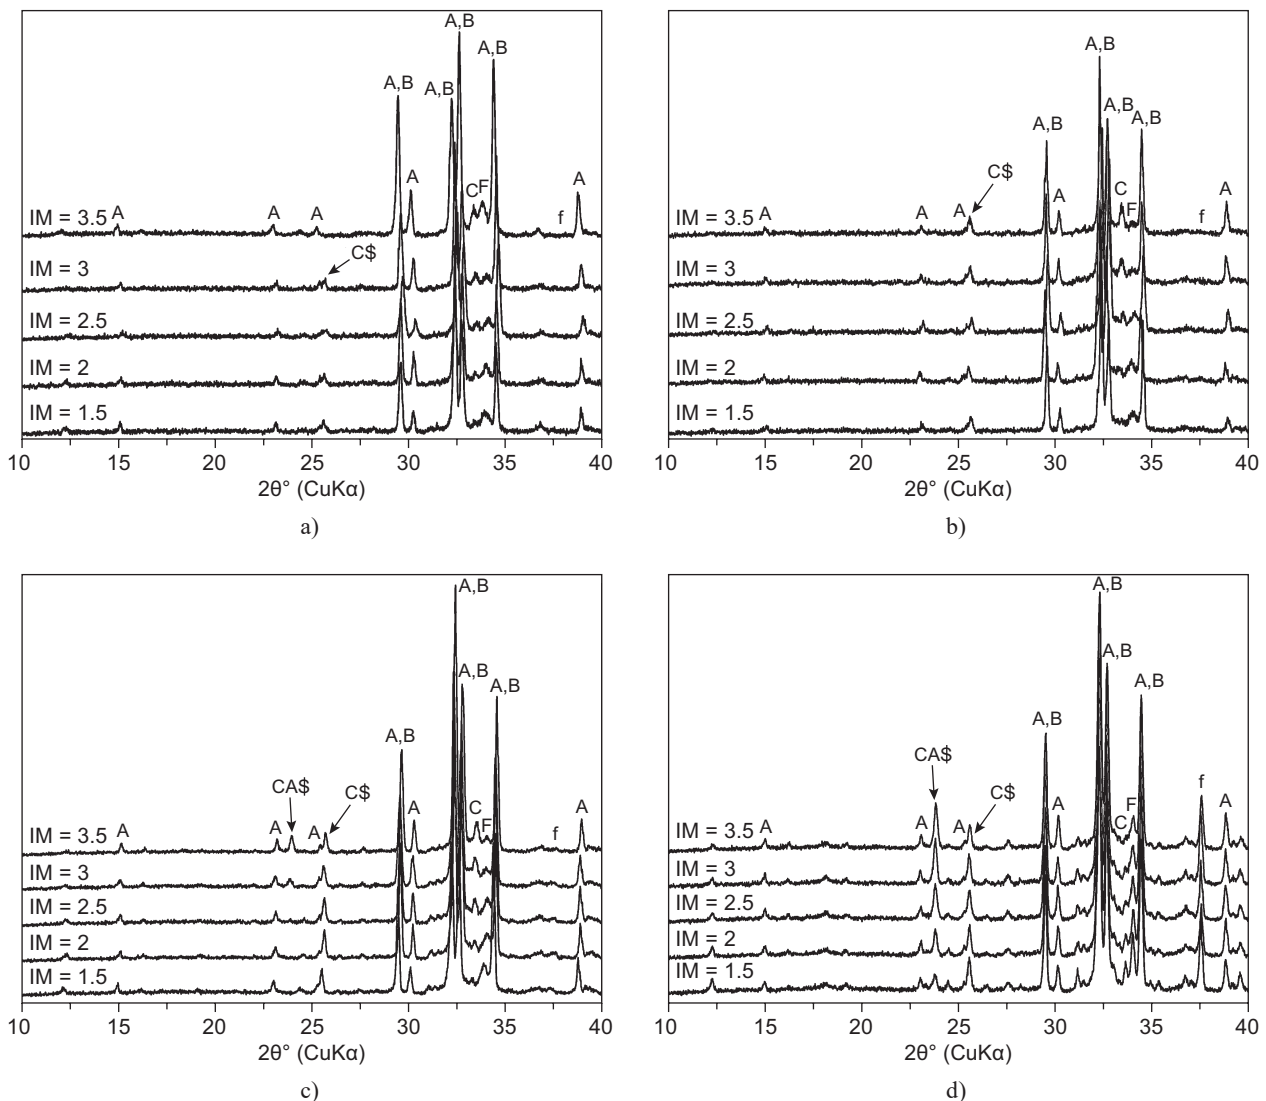 A,B
A,B
A,B
A,B
A
C F
A
IM = 3.5 A
A
A
f
C$
IM = 3
IM = 2.5
IM = 2
IM = 1.5
10 15 20 25 30 35 40
2θ° (CuKα)
a)
A,B
A,B
A,B
A,B
C$
C
A
IM = 3.5 A
A
A
A
F
f
IM = 3
IM = 2.5
IM = 2
IM = 1.5
10 15 20 25 30 35 40
2θ° (CuKα)
b)
A,B
A,B
A,B
A,B
CA$
C$
A
C
A
IM = 3.5 A
A
A
F
f
IM = 3
IM = 2.5
IM = 2
IM = 1.5
10 15 20 25 30 35 40
2θ° (CuKα)
c)
A,B
A,B
A,B
A,B
CA$
C$
f
A
F
A
IM = 3.5 A
A
A
C
IM = 3
IM = 2.5
IM = 2
IM = 1.5
10 15 20 25 30 35 40
2θ° (CuKα)
d)